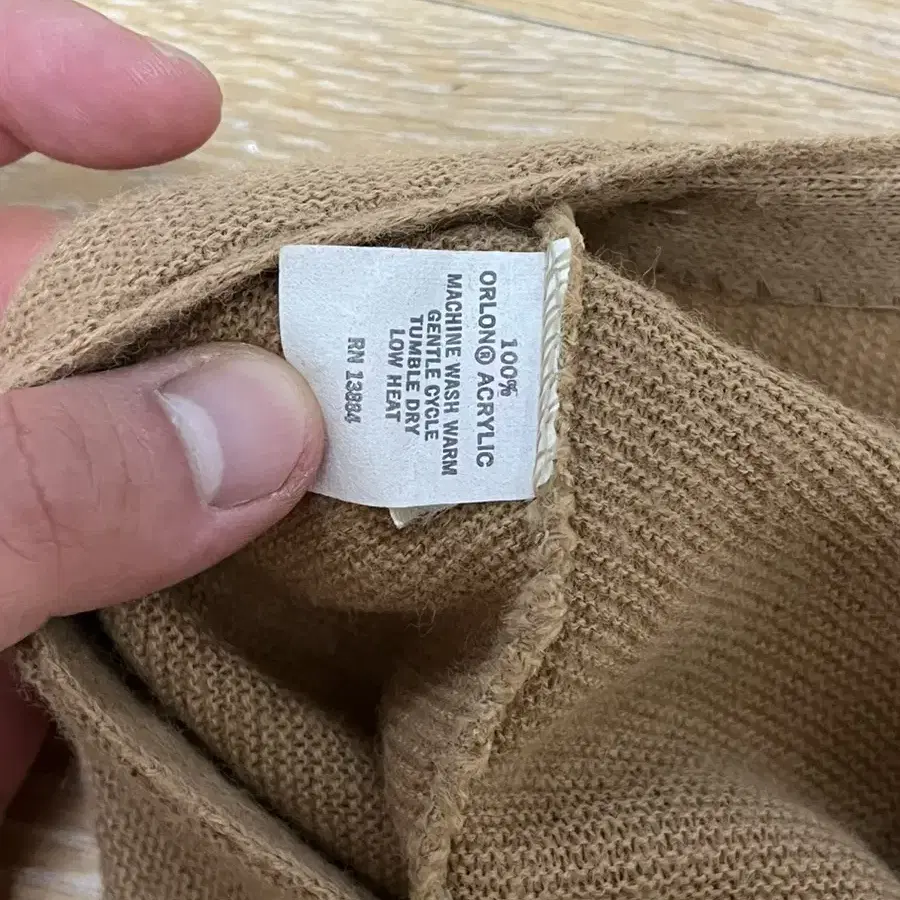 100%
ORLON® ACRYLIC
MACHINE WASH WARM
GENTLE CYCLE
TUMBLE DRY
LOW HEAT
RN 13884